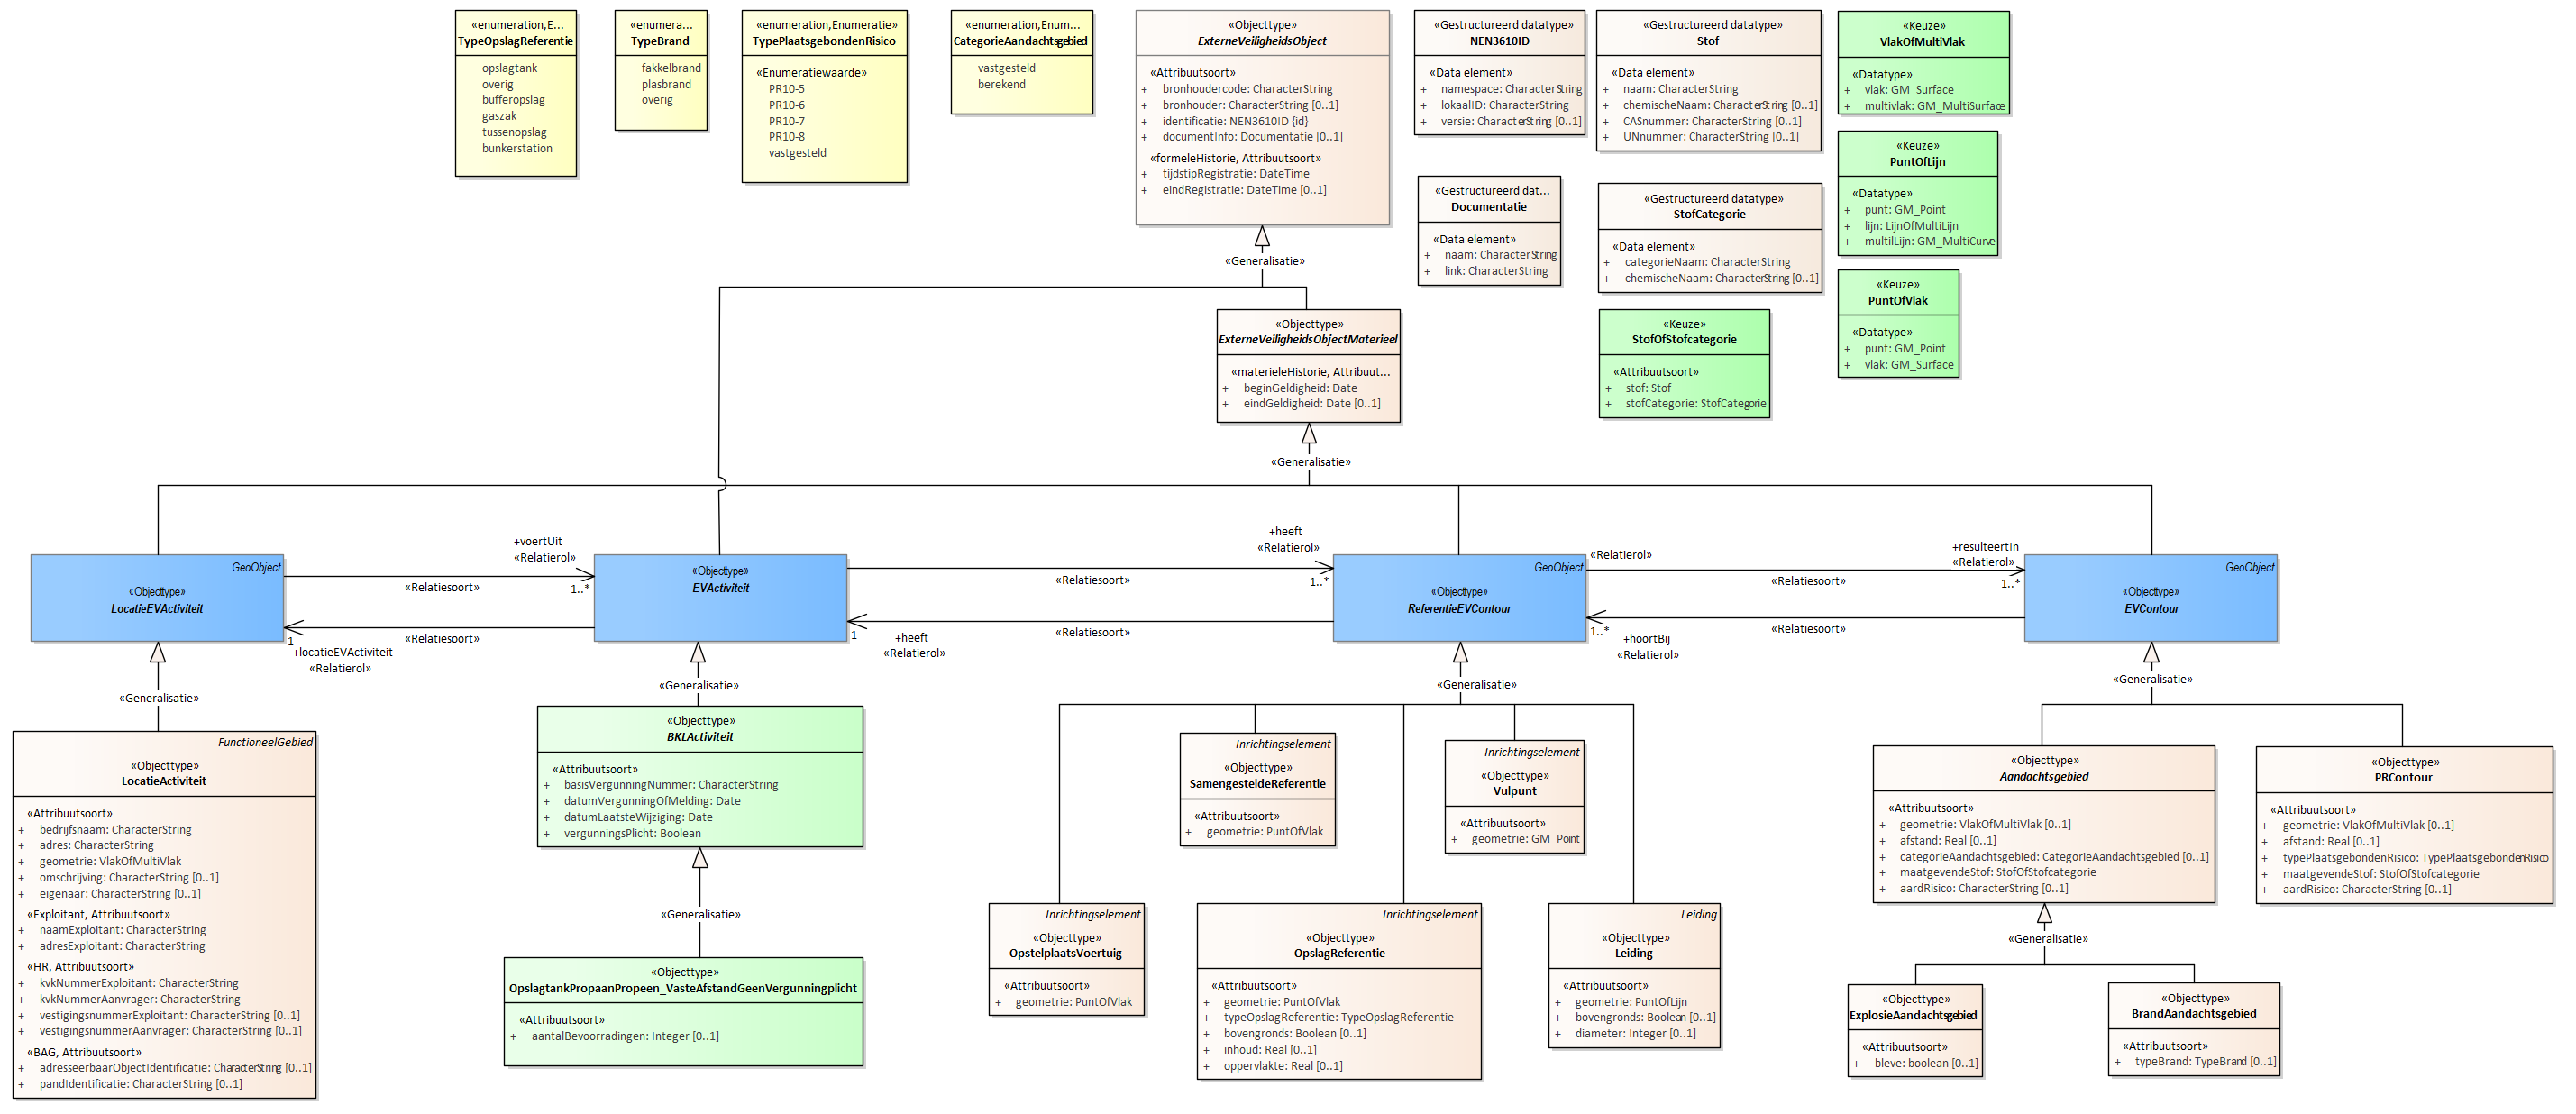 «enumeration,E...
TypeOpslagReferentie
opslagtank
overig
bufferopslag
gaszak
tussenopslag
bunkerstation
«enumera...
TypeBrand
fakkelbrand
plasbrand
overig
«enumeration,Enumeratie»
TypePlaatsgebondenRisico
«Enumeratiewaarde»
PR10-5
PR10-6
PR10-7
PR10-8
vastgesteld
«enumeration,Enum...
CategorieAandachtsgebied
vastgesteld
berekend
«Objecttype»
ExterneVeiligheidsObject
«Attribuutsoort»
+ bronhoudercode: CharacterString
+ bronhouder: CharacterString [0..1]
+ identificatie: NEN3610ID {id}
+ documentInfo: Documentatie [0..1]
«formeleHistorie, Attribuutsoort»
+ tijdstipRegistratie: DateTime
+ eindRegistratie: DateTime [0..1]
«Gestructureerd datatype»
NEN3610ID
«Data element»
+ namespace: CharacterString
+ lokaalID: CharacterString
+ versie: CharacterString [0..1]
«Gestructureerd datatype»
Stof
«Data element»
+ naam: CharacterString
+ chemischeNaam: CharacterString [0..1]
+ CASnummer: CharacterString [0..1]
+ UNnummer: CharacterString [0..1]
«Keuze»
VlakOfMultiVlak
«Datatype»
+ vlak: GM_Surface
+ multivlak: GM_MultiSurface
«Keuze»
PuntOfLijn
«Datatype»
+ punt: GM_Point
+ lijn: LijnOfMultiLijn
+ multilLijn: GM_MultiCurve
«Gestructureerd dat...
Documentatie
«Data element»
+ naam: CharacterString
+ link: CharacterString
«Gestructureerd datatype»
StofCategorie
«Data element»
+ categorieNaam: CharacterString
+ chemischeNaam: CharacterString [0..1]
«Keuze»
PuntOfVlak
«Datatype»
+ punt: GM_Point
+ vlak: GM_Surface
«Keuze»
StofOfStofcategorie
«Attribuutsoort»
+ stof: Stof
+ stofCategorie: StofCategorie
«Generalisatie»
«Objecttype»
ExterneVeiligheidsObjectMaterieel
«materieleHistorie, Attribuut...
+ beginGeldigheid: Date
+ eindGeldigheid: Date [0..1]
«Generalisatie»
GeoObject
«Objecttype»
LocatieEVActiviteit
+voertUit
«Relatierol»
«Relatiesoort»
1..*
1
«Relatiesoort»
+locatieEVActiviteit
«Relatierol»
«Objecttype»
EVActiviteit
+heeft
«Relatierol»
«Relatiesoort»
1..*
1
+heeft
«Relatierol»
«Relatiesoort»
GeoObject
«Objecttype»
ReferentieEVContour
«Relatierol»
+resulteertIn
«Relatierol»
«Relatiesoort»
1..*
1..*
+hoortBij
«Relatierol»
«Relatiesoort»
GeoObject
«Objecttype»
EVContour
«Generalisatie»
«Generalisatie»
«Generalisatie»
«Generalisatie»
FunctioneelGebied
«Objecttype»
LocatieActiviteit
«Attribuutsoort»
+ bedrijfsnaam: CharacterString
+ adres: CharacterString
+ geometrie: VlakOfMultiVlak
+ omschrijving: CharacterString [0..1]
+ eigenaar: CharacterString [0..1]
«Exploitant, Attribuutsoort»
+ naamExploitant: CharacterString
+ adresExploitant: CharacterString
«HR, Attribuutsoort»
+ kvkNummerExploitant: CharacterString
+ kvkNummerAanvrager: CharacterString
+ vestigingsnummerExploitant: CharacterString [0..1]
+ vestigingsnummerAanvrager: CharacterString [0..1]
«BAG, Attribuutsoort»
+ adresseerbaarObjectIdentificatie: CharacterString [0..1]
+ pandIdentificatie: CharacterString [0..1]
«Objecttype»
BKLActiviteit
«Attribuutsoort»
+ basisVergunningNummer: CharacterString
+ datumVergunningOfMelding: Date
+ datumLaatsteWijziging: Date
+ vergunningsPlicht: Boolean
«Generalisatie»
«Objecttype»
OpslagtankPropaanPropeen_VasteAfstandGeenVergunningplicht
«Attribuutsoort»
+ aantalBevoorradingen: Integer [0..1]
Inrichtingselement
«Objecttype»
SamengesteldeReferentie
«Attribuutsoort»
+ geometrie: PuntOfVlak
Inrichtingselement
«Objecttype»
Vulpunt
«Attribuutsoort»
+ geometrie: GM_Point
Inrichtingselement
«Objecttype»
OpstelplaatsVoertuig
«Attribuutsoort»
+ geometrie: PuntOfVlak
Inrichtingselement
«Objecttype»
OpslagReferentie
«Attribuutsoort»
+ geometrie: PuntOfVlak
+ typeOpslagReferentie: TypeOpslagReferentie
+ bovengronds: Boolean [0..1]
+ inhoud: Real [0..1]
+ oppervlakte: Real [0..1]
Leiding
«Objecttype»
Leiding
«Attribuutsoort»
+ geometrie: PuntOfLijn
+ bovengronds: Boolean [0..1]
+ diameter: Integer [0..1]
«Objecttype»
Aandachtsgebied
«Attribuutsoort»
+ geometrie: VlakOfMultiVlak [0..1]
+ afstand: Real [0..1]
+ categorieAandachtsgebied: CategorieAandachtsgebied [0..1]
+ maatgevendeStof: StofOfStofcategorie
+ aardRisico: CharacterString [0..1]
«Objecttype»
PRContour
«Attribuutsoort»
+ geometrie: VlakOfMultiVlak [0..1]
+ afstand: Real [0..1]
+ typePlaatsgebondenRisico: TypePlaatsgebondenRisico
+ maatgevendeStof: StofOfStofcategorie
+ aardRisico: CharacterString [0..1]
«Generalisatie»
«Objecttype»
ExplosieAandachtsgebied
«Attribuutsoort»
+ bleve: boolean [0..1]
«Objecttype»
BrandAandachtsgebied
«Attribuutsoort»
+ typeBrand: TypeBrand [0..1]